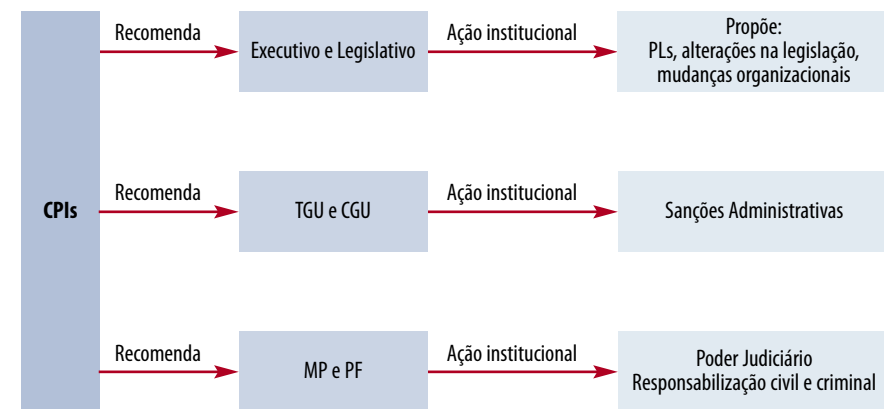 Recomenda
Executivo e Legislativo
Ação institucional
Propõe:
PLs, alterações na legislação,
mudanças organizacionais
CPIs
Recomenda
TGU e CGU
Ação institucional
Sanções Administrativas
Recomenda
MP e PF
Ação institucional
Poder Judiciário
Responsabilização civil e criminal